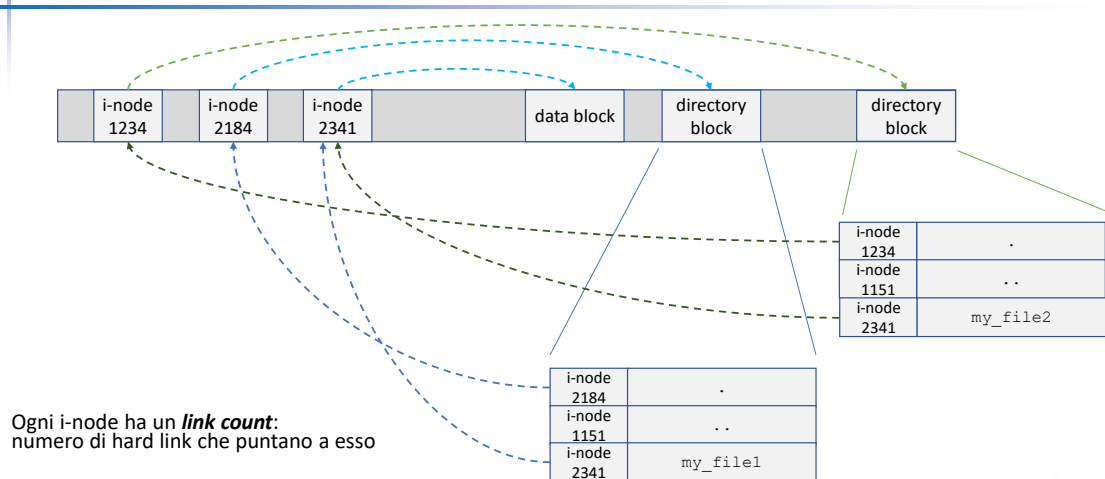 i-node
1234
i-node
2184
i-node
2341
data block
directory
block
directory
block
i-node
1234
.
i-node
1151
..
i-node
2341
my_file2
i-node
2184
.
i-node
1151
..
i-node
2341
my_file1
Ogni i-node ha un link count:
numero di hard link che puntano a esso